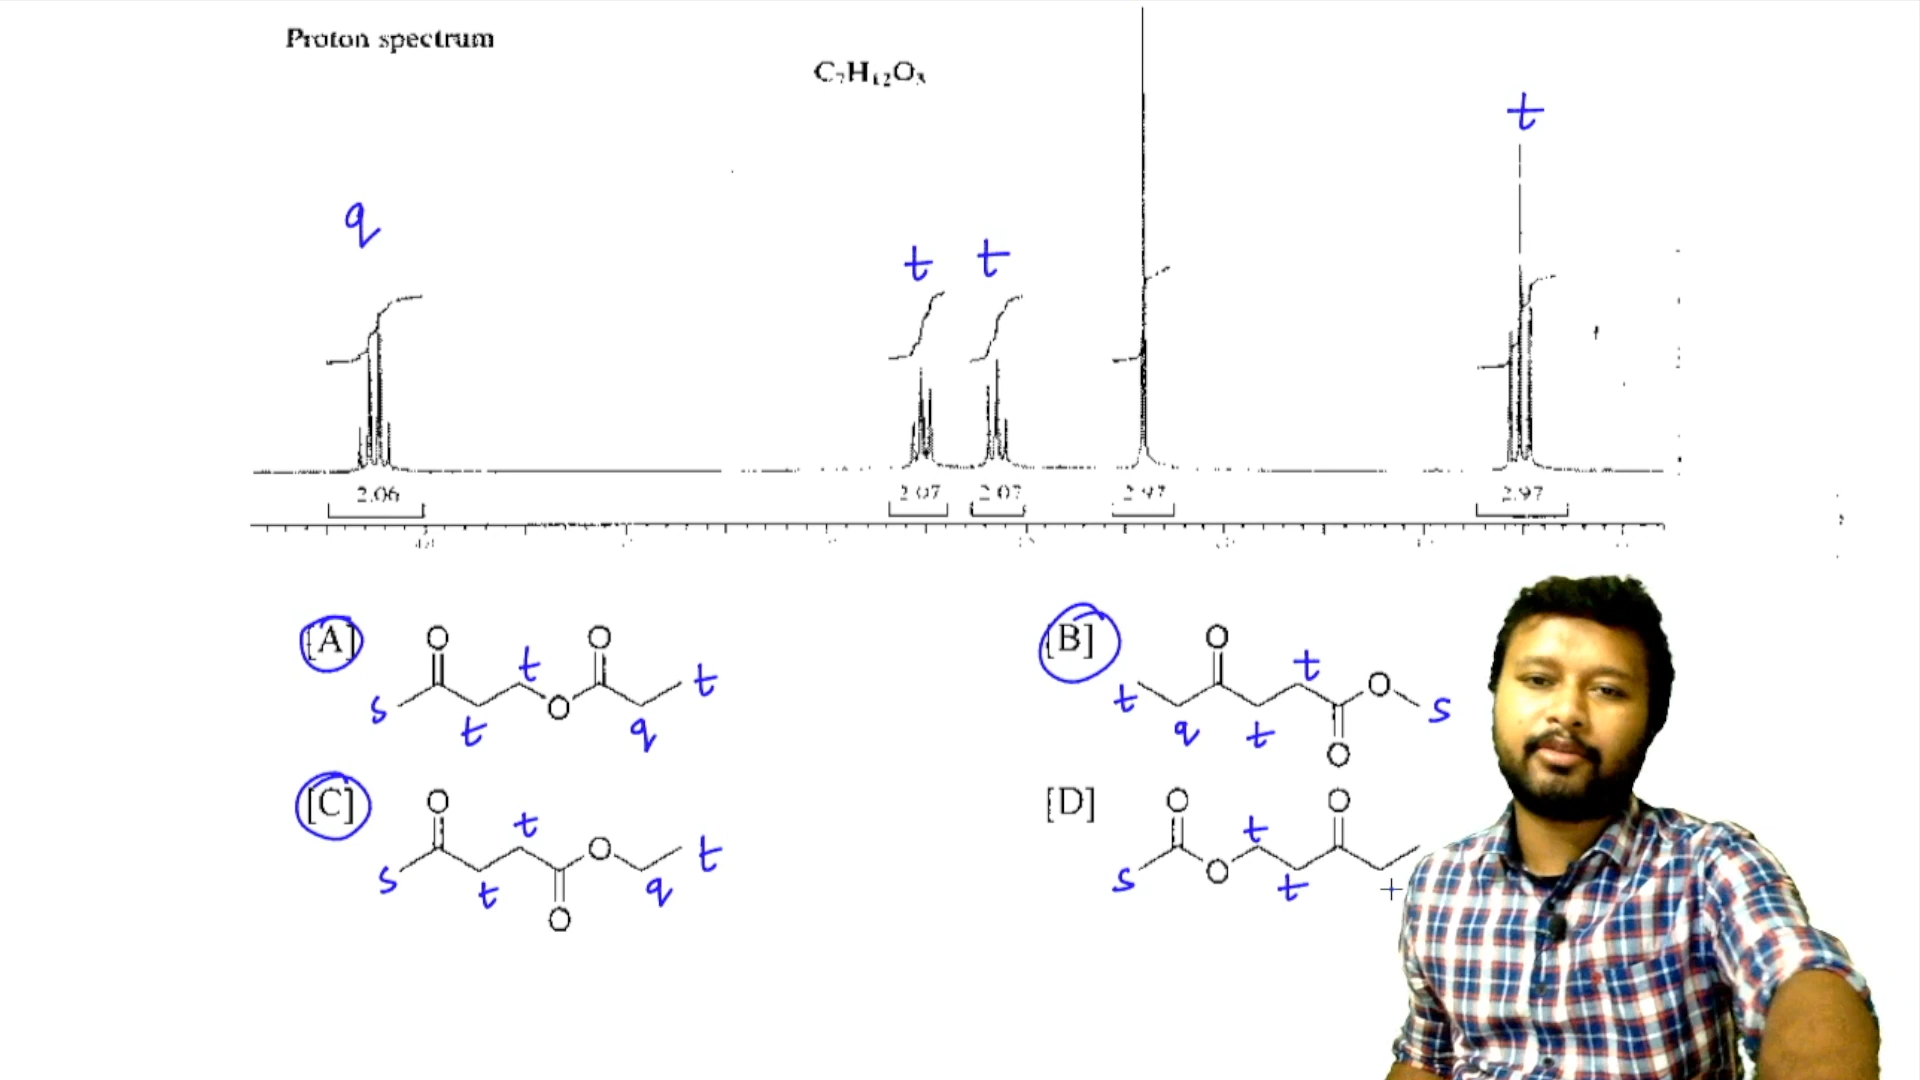 Proton spectrum
C₇H₁₂O₃
t
q
t t
2.06 2.07 2.07 2.97 2.97
[A] O O t t
s t O q
[B] O t O
t q t O s
[C] O t O t
s t q O
[D] O t O
s O t